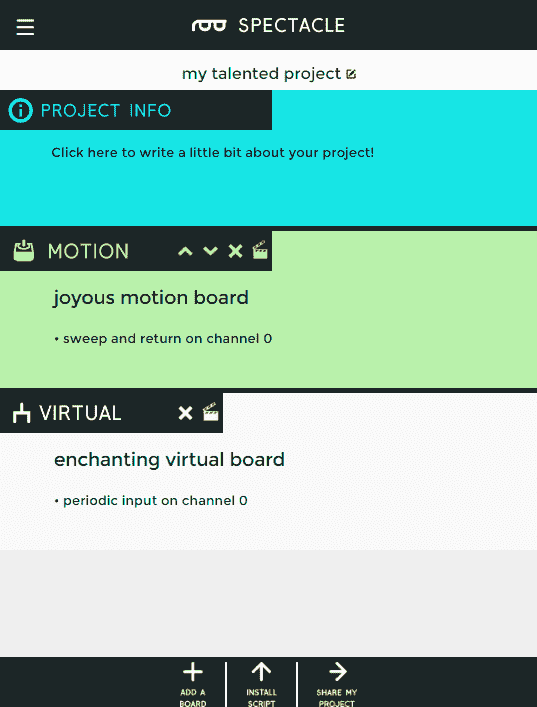 SPECTACLE
my talented project
PROJECT INFO
Click here to write a little bit about your project!
MOTION
joyous motion board
• sweep and return on channel 0
VIRTUAL
enchanting virtual board
• periodic input on channel 0
ADD A
BOARD
INSTALL
SCRIPT
SHARE MY
PROJECT